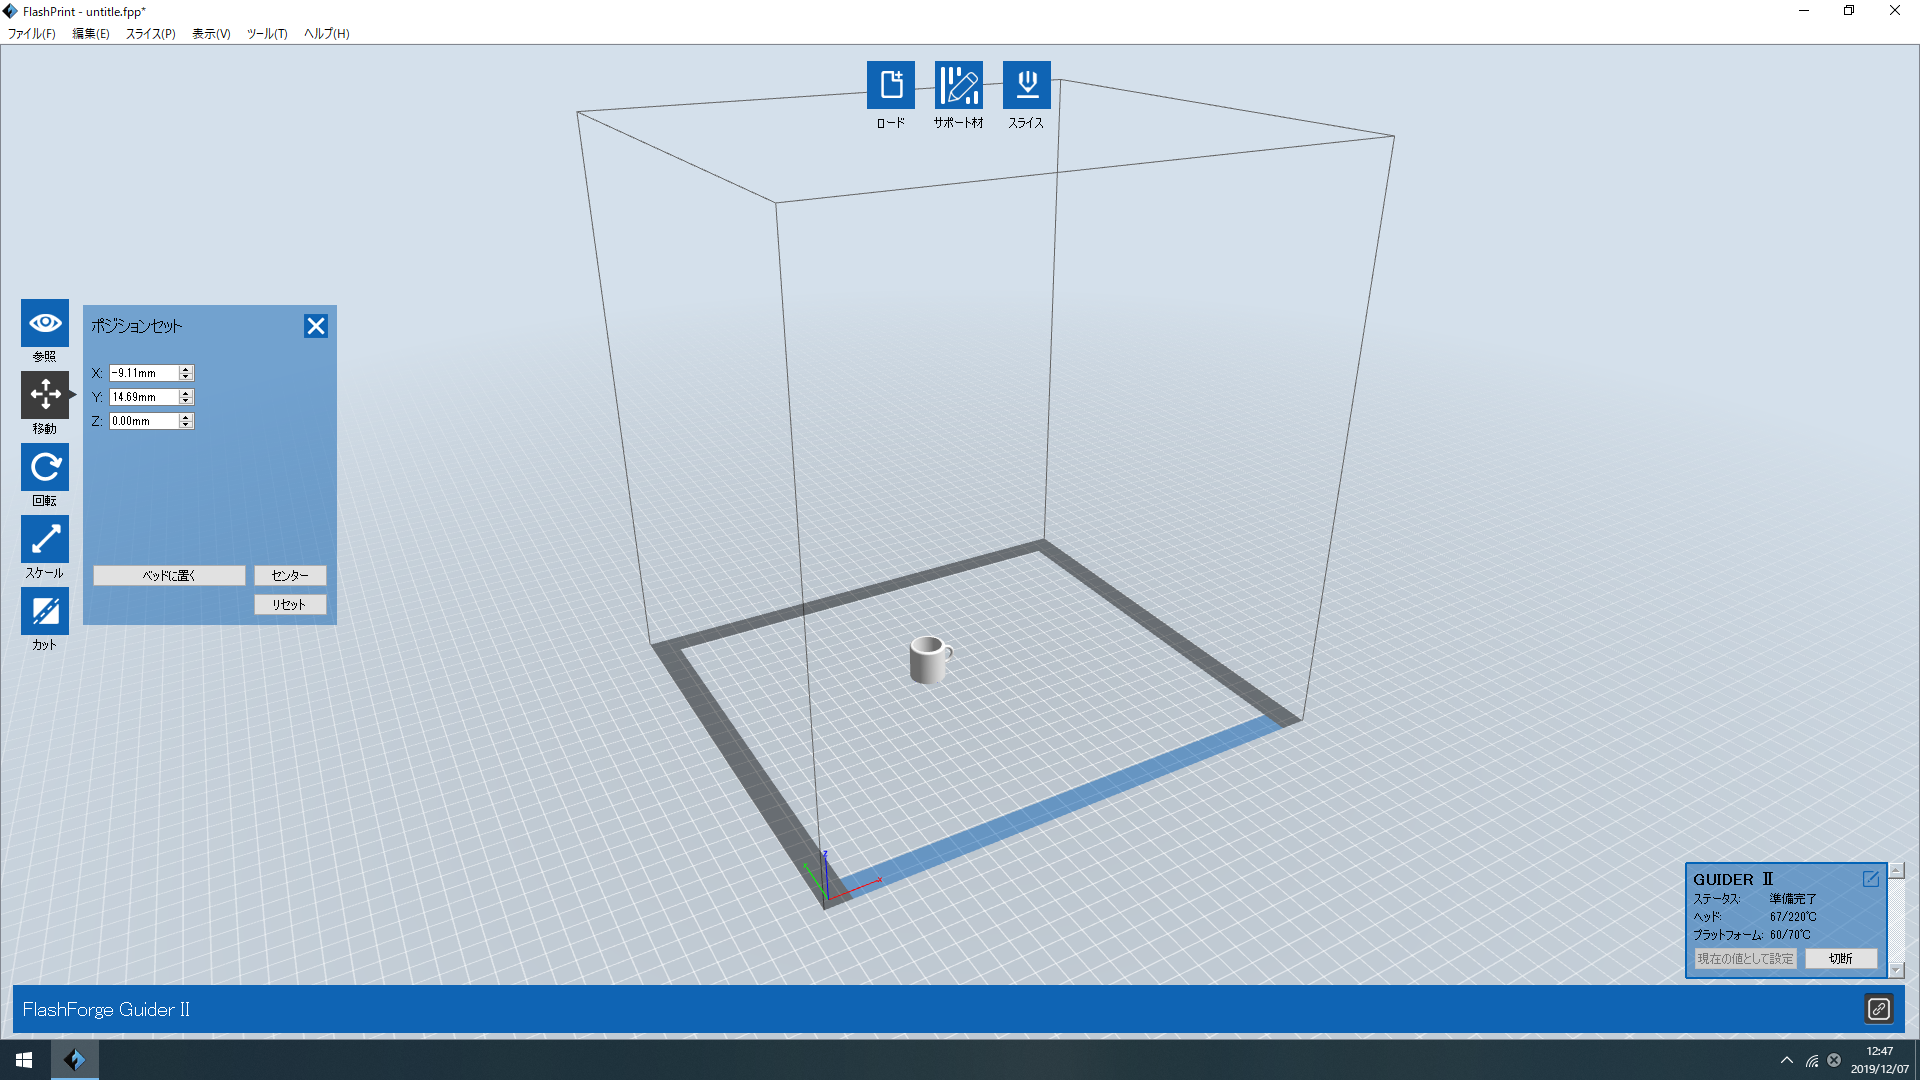 FlashPrint - untitle.fpp*
ファイル(F) 編集(E) スライス(P) 表示(V) ツール(T) ヘルプ(H)
ロード サポート材 スライス
参照
移動
回転
スケール
カット
ポジションセット
X: -9.11mm
Y: 14.69mm
Z: 0.00mm
ベッドに置く センター
リセット
z
x
GUIDER Ⅱ
ステータス: 準備完了
ヘッド: 67/220℃
プラットフォーム: 60/70℃
現在の値として設定 切断
FlashForge Guider II
12:47
2019/12/07